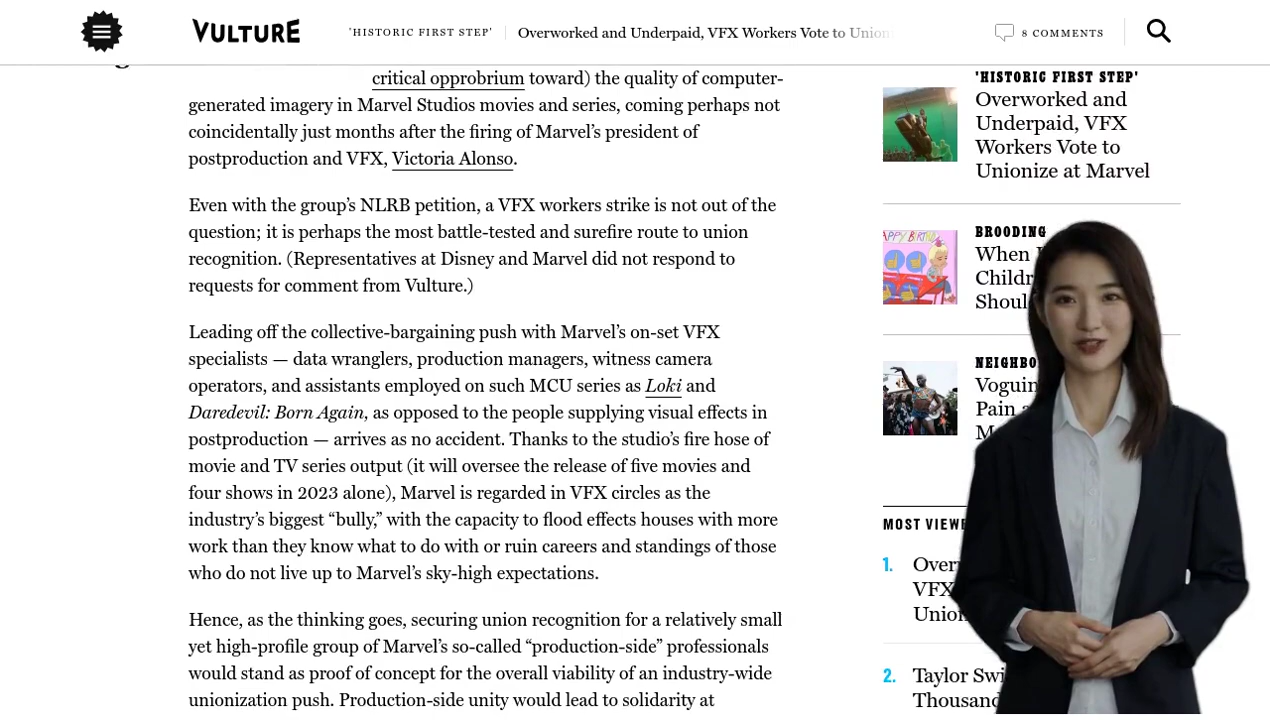 VULTURE
'HISTORIC FIRST STEP'
Overworked and Underpaid, VFX Workers Vote to Union
8 COMMENTS
critical opprobrium toward) the quality of computer-
generated imagery in Marvel Studios movies and series, coming perhaps not
coincidentally just months after the firing of Marvel’s president of
postproduction and VFX, Victoria Alonso.
Even with the group’s NLRB petition, a VFX workers strike is not out of the
question; it is perhaps the most battle-tested and surefire route to union
recognition. (Representatives at Disney and Marvel did not respond to
requests for comment from Vulture.)
Leading off the collective-bargaining push with Marvel’s on-set VFX
specialists — data wranglers, production managers, witness camera
operators, and assistants employed on such MCU series as Loki and
Daredevil: Born Again, as opposed to the people supplying visual effects in
postproduction — arrives as no accident. Thanks to the studio’s fire hose of
movie and TV series output (it will oversee the release of five movies and
four shows in 2023 alone), Marvel is regarded in VFX circles as the
industry’s biggest “bully,” with the capacity to flood effects houses with more
work than they know what to do with or ruin careers and standings of those
who do not live up to Marvel’s sky-high expectations.
Hence, as the thinking goes, securing union recognition for a relatively small
yet high-profile group of Marvel’s so-called “production-side” professionals
would stand as proof of concept for the overall viability of an industry-wide
unionization push. Production-side unity would lead to solidarity at
'HISTORIC FIRST STEP'
Overworked and
Underpaid, VFX
Workers Vote to
Unionize at Marvel
BROODING
When
Childr
Shoul
NEIGHBO
Voguin
Pain
MOST VIEWE
1. Over
VFX
Union
2. Taylor Swi
Thousand